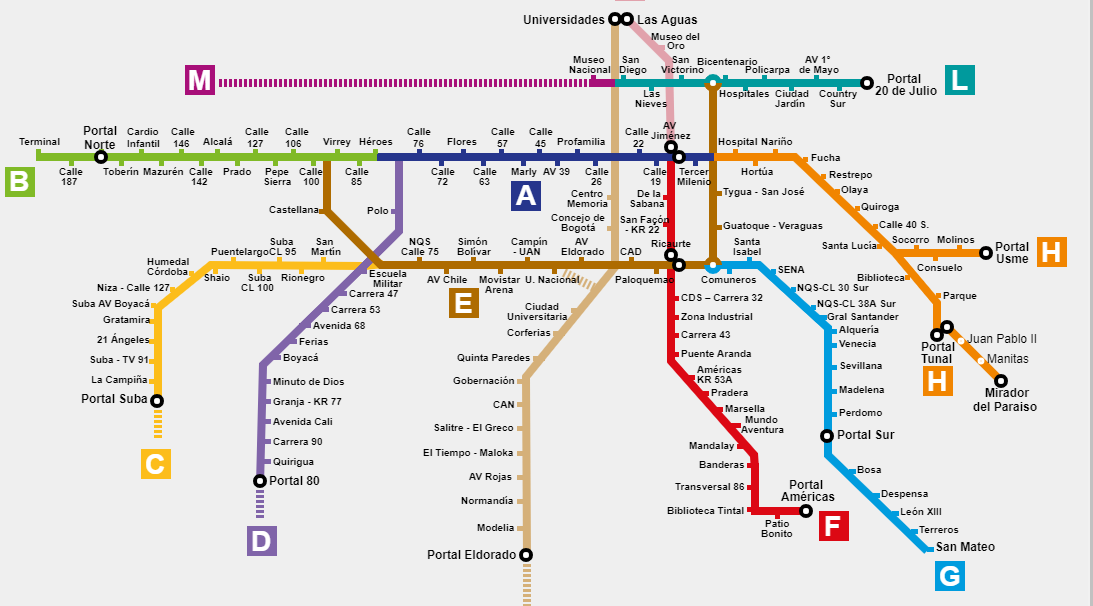 Universidades
Las Aguas
Museo del
Oro
M
Museo
Nacional
San
Diego
San
Victorino
Bicentenario
Policarpa
AV 1°
de Mayo
Portal
20 de Julio
L
Las
Nieves
Hospitales
Ciudad
Jardín
Country
Sur
Terminal
Portal
Norte
Cardio
Infantil
Calle
146
Alcalá
Calle
127
Calle
106
Virrey
Héroes
Calle
76
Flores
Calle
57
Calle
45
Profamilia
Calle
22
AV
Jiménez
Hospital
Nariño
B
Calle
187
Toberín
Mazurén
Calle
142
Prado
Pepe
Sierra
Calle
100
Calle
85
Calle
72
Calle
63
Marly
AV 39
Calle
26
Calle
19
Tercer
Milenio
Hortúa
A
Fucha
Restrepo
Olaya
Quiroga
Calle 40 S.
Santa Lucía
Socorro
Molinos
Portal
Usme
H
Consuelo
Biblioteca
Parque
Portal
Tunal
H
Juan Pablo II
Manitas
Mirador
del Paraiso
Castellana
Polo
Centro
Memoria
Concejo de
Bogotá
De la
Sabana
San Façon
- KR 22
Ricaurte
Tygua - San José
Guatoque - Veraguas
Humedal
Córdoba
Puentelargo
Suba
CL 95
San
Martín
NQS
Calle 75
Simón
Bolívar
Campín
- UAN
AV
Eldorado
CAD
Santa
Isabel
Shaio
Suba
CL 100
Rionegro
Escuela
Militar
AV Chile
Movistar
Arena
U. Nacional
Paloquemao
Comuneros
E
Niza - Calle 127
Suba AV Boyacá
Gratamira
21 Ángeles
Suba - TV 91
La Campiña
Portal Suba
C
Carrera 47
Carrera 53
Avenida 68
Ferias
Boyacá
Minuto de Dios
Granja - KR 77
Avenida Cali
Carrera 90
Quirigua
Portal 80
D
Ciudad
Universitaria
Corferias
Quinta Paredes
Gobernación
CAN
Salitre - El Greco
El Tiempo - Maloka
AV Rojas
Normandia
Modelia
Portal Eldorado
CDS – Carrera 32
Zona Industrial
Carrera 43
Puente Aranda
Américas
KR 53A
Pradera
Marsella
Mundo
Aventura
Mandalay
Banderas
Transversal 86
Biblioteca Tintal
Patio
Bonito
Portal
Américas
F
SENA
NQS-CL 30 Sur
NQS-CL 38A Sur
Gral Santander
Alquería
Venecia
Sevillana
Madelena
Perdomo
Portal Sur
Bosa
Despensa
León XIII
Terreros
San Mateo
G